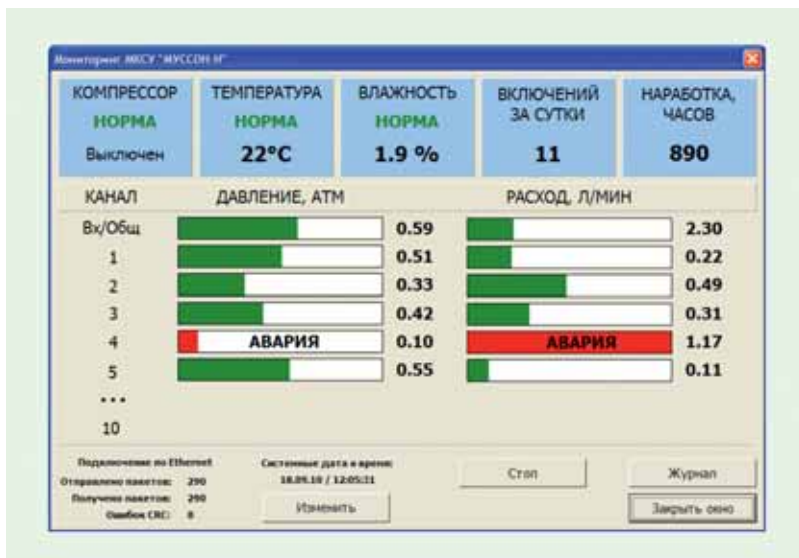 Мониторинг МКСУ "МУССОН Н"
КОМПРЕССОР ТЕМПЕРАТУРА ВЛАЖНОСТЬ ВКЛЮЧЕНИЙ ЗА СУТКИ НАРАБОТКА, ЧАСОВ
НОРМА НОРМА НОРМА
Выключен 22°C 1.9 % 11 890
КАНАЛ ДАВЛЕНИЕ, АТМ РАСХОД, Л/МИН
Вх/Общ 0.59 2.30
1 0.51 0.22
2 0.33 0.49
3 0.42 0.31
4 АВАРИЯ 0.10 АВАРИЯ 1.17
5 0.55 0.11
...
10
Подключение по Ethernet Системные дата и время:
Отправлено пакетов: 290 18.09.10 / 12:05:31 Стоп Журнал
Получено пакетов: 290
Ошибок CRC: 0 Изменить Закрыть окно